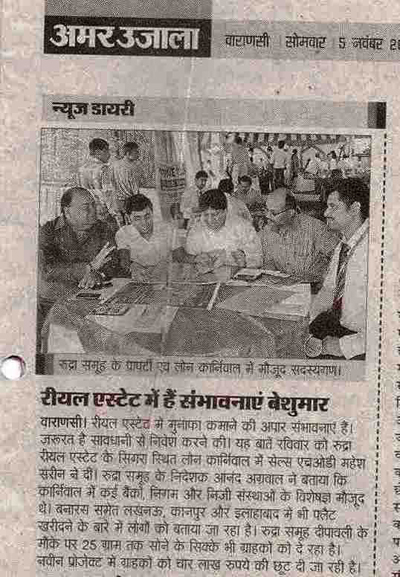 अमर उजाला
वाराणसी | सोमवार | 5 नवंबर 20
न्यूज डायरी
रुद्रा समूह के प्रापर्टी एवं लोन कार्निवाल में मौजूद सदस्यगण।
रीयल एस्टेट में हैं संभावनाएं बेशुमार
वाराणसी। रीयल एस्टेट में मुनाफा कमाने की अपार संभावनाएं हैं।
जरूरत है सावधानी से निवेश करने की। यह बातें रविवार को रुद्रा
रीयल एस्टेट के सिगरा स्थित लोन कार्निवाल में सेल्स एचओडी महेश
सरीन ने दीं। रुद्रा समूह के निदेशक आनंद अग्रवाल ने बताया कि
कार्निवाल में कई बैंकों, निगम और निजी संस्थाओं के विशेषज्ञ मौजूद
थे। बनारस समेत लखनऊ, कानपुर और इलाहाबाद में भी फ्लैट
खरीदने के बारे में लोगों को बताया जा रहा है। रुद्रा समूह दीपावली के
मौके पर 25 ग्राम तक सोने के सिक्के भी ग्राहकों को दे रहा है।
नवीन प्रोजेक्ट में ग्राहकों को चार लाख रुपये की छूट दी जा रही है।